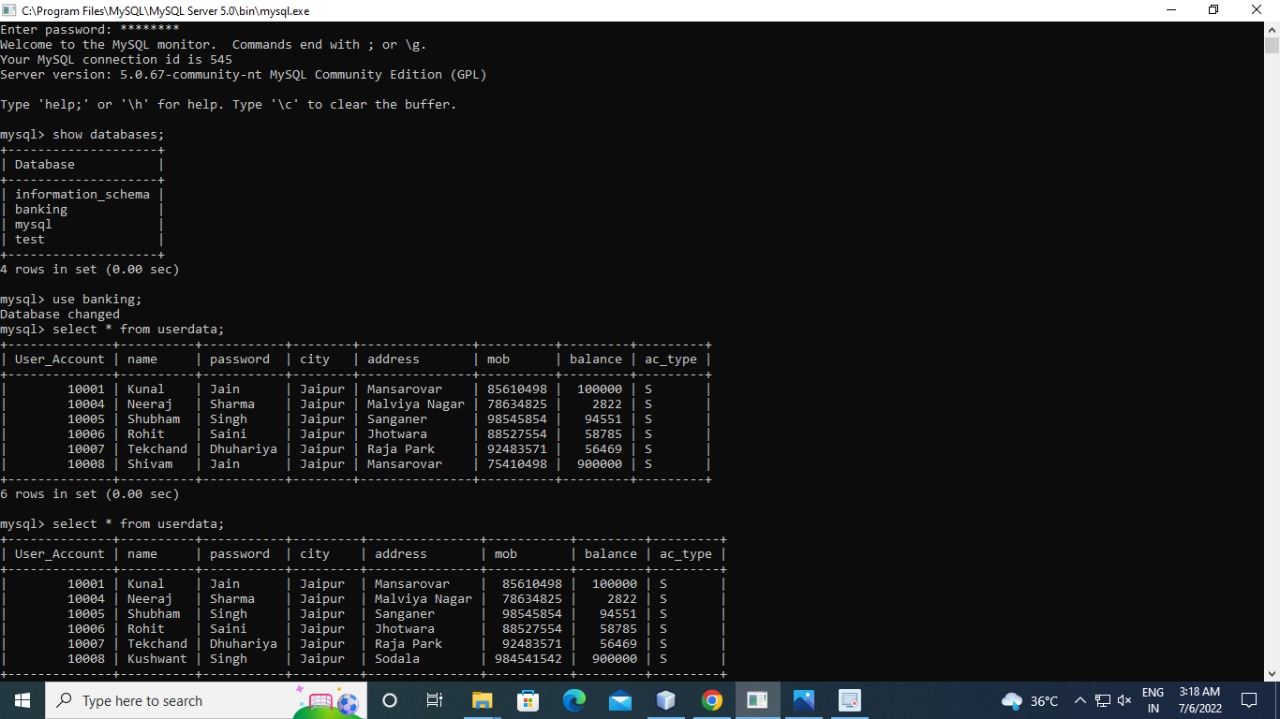 C:\Program Files\MySQL\MySQL Server 5.0\bin\mysql.exe
Enter password: ********
Welcome to the MySQL monitor.  Commands end with ; or \g.
Your MySQL connection id is 545
Server version: 5.0.67-community-nt MySQL Community Edition (GPL)
Type 'help;' or '\h' for help. Type '\c' to clear the buffer.
mysql> show databases;
+--------------------+
| Database           |
+--------------------+
| information_schema |
| banking            |
| mysql              |
| test               |
+--------------------+
4 rows in set (0.00 sec)
mysql> use banking;
Database changed
mysql> select * from userdata;
+--------------+----------+-----------+--------+---------------+----------+---------+---------+
| User_Account | name     | password  | city   | address       | mob      | balance | ac_type |
+--------------+----------+-----------+--------+---------------+----------+---------+---------+
|        10001 | Kunal    | Jain      | Jaipur | Mansarovar    | 85610498 |  100000 | S       |
|        10004 | Neeraj   | Sharma    | Jaipur | Malviya Nagar | 78634825 |    2822 | S       |
|        10005 | Shubham  | Singh     | Jaipur | Sanganer      | 98545854 |   94551 | S       |
|        10006 | Rohit    | Saini     | Jaipur | Jhotwara      | 88527554 |   58785 | S       |
|        10007 | Tekchand | Dhuhariya | Jaipur | Raja Park     | 92483571 |   56469 | S       |
|        10008 | Shivam   | Jain      | Jaipur | Mansarovar    | 75410498 |  900000 | S       |
+--------------+----------+-----------+--------+---------------+----------+---------+---------+
6 rows in set (0.00 sec)
mysql> select * from userdata;
+--------------+----------+-----------+---------+---------------+-----------+---------+---------+
| User_Account | name     | password  | city    | address       | mob       | balance | ac_type |
+--------------+----------+-----------+---------+---------------+-----------+---------+---------+
|        10001 | Kunal    | Jain      | Jaipur  | Mansarovar    |  85610498 |  100000 | S       |
|        10004 | Neeraj   | Sharma    | Jaipur  | Malviya Nagar |  78634825 |    2822 | S       |
|        10005 | Shubham  | Singh     | Jaipur  | Sanganer      |  98545854 |   94551 | S       |
|        10006 | Rohit    | Saini     | Jaipur  | Jhotwara      |  88527554 |   58785 | S       |
|        10007 | Tekchand | Dhuhariya | Jaipur  | Raja Park     |  92483571 |   56469 | S       |
|        10008 | Kushwant | Singh     | Jaipur  | Sodala        | 984541542 |  900000 | S       |
+--------------+----------+-----------+---------+---------------+-----------+---------+---------+
Type here to search
36°C
ENG
IN
3:18 AM
7/6/2022